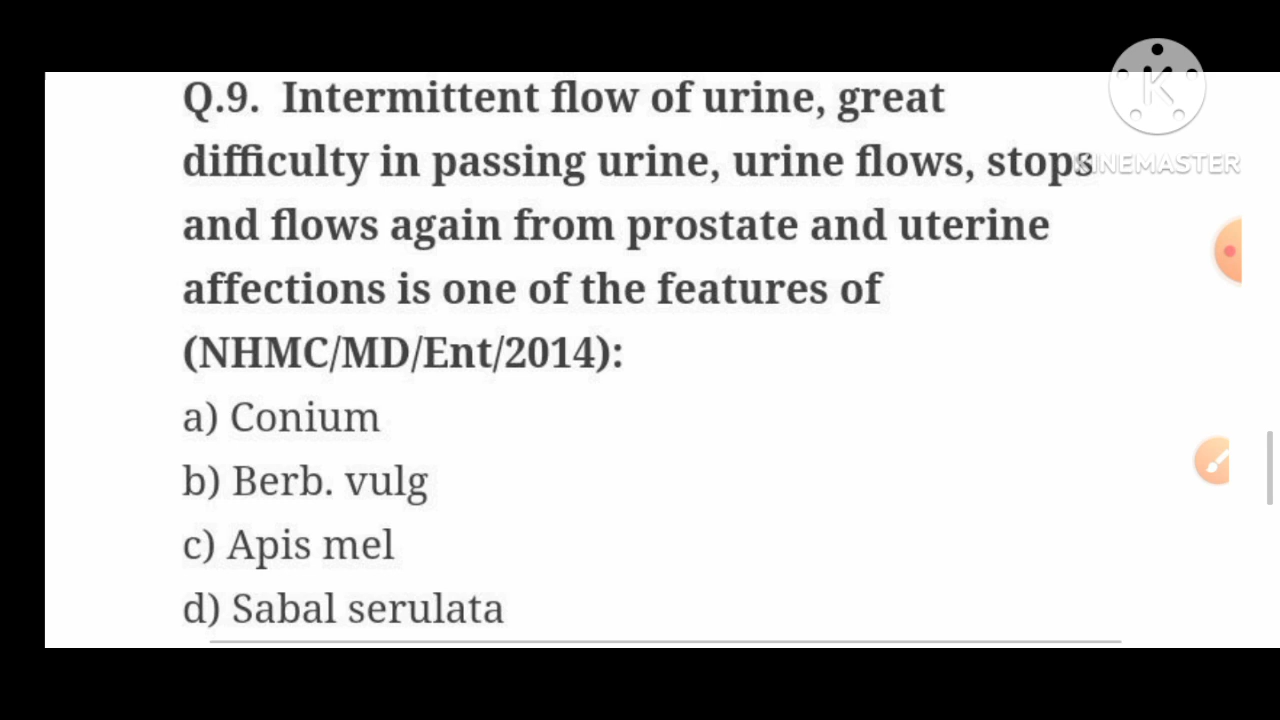 Q.9. Intermittent flow of urine, great
difficulty in passing urine, urine flows, stops
and flows again from prostate and uterine
affections is one of the features of
(NHMC/MD/Ent/2014):
a) Conium
b) Berb. vulg
c) Apis mel
d) Sabal serulata
K
KINEMASTER